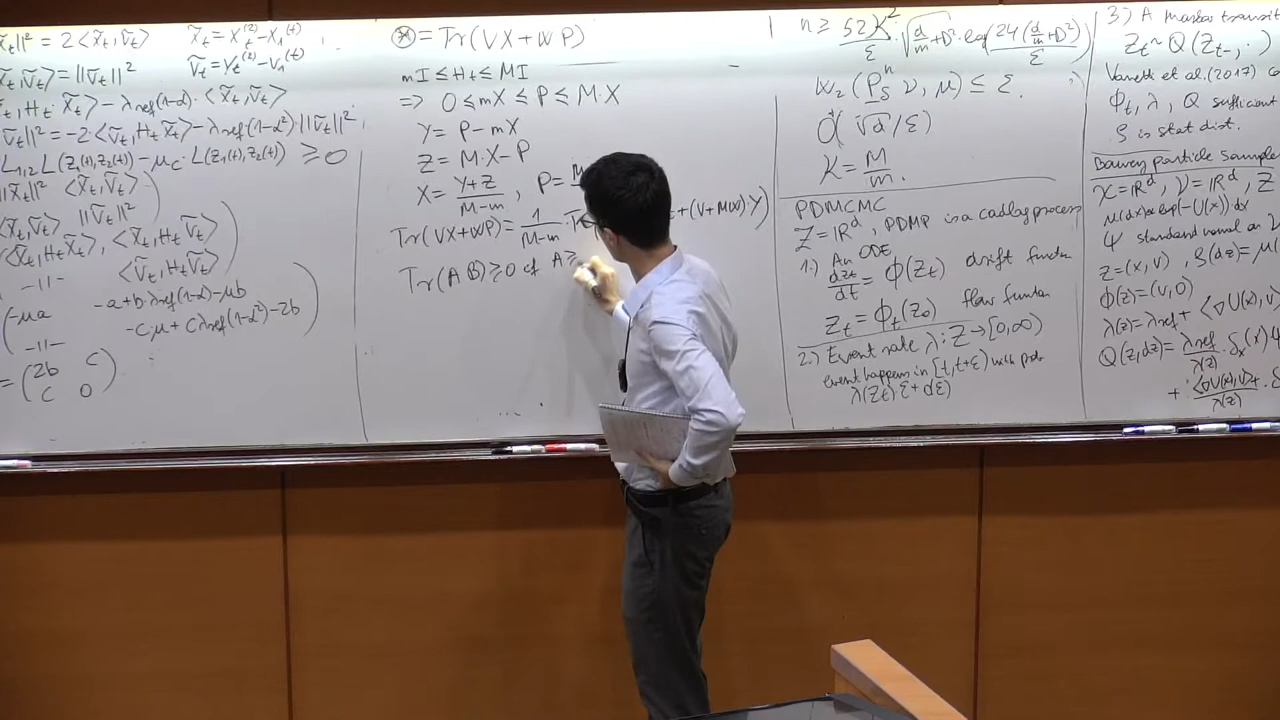 x̃_t||² = 2<x̃_t,ṽ_t>
x̃_t = x_t^(2) - x_1^(t)
x̃_t,ṽ_t> = ||ṽ_t||²
ṽ_t = v_t^(2) - v_1^(t)
,H_t x̃_t> - λref(1-α)·<x̃_t,ṽ_t>
ṽ_t||² = -2·<ṽ_t,H_t x̃_t> - λref(1-α²)·||ṽ_t||²
L_{1,2} L(z_1(t),z_2(t)) - μ_c·L(z_1(t),z_2(t)) ≥ 0
||x̃_t||² <x̃_t,ṽ_t>
<x̃_t,ṽ_t> ||ṽ_t||²
<x̃_t,H_t x̃_t>, <x̃_t,H_t ṽ_t>
-11- <ṽ_t,H_t ṽ_t>
-μa -a+b·λref(1-α)-μb
-11- -c·μ+cλref(1-α²)-2b
= (2b c
c 0)
⊛ = Tr(VX+WP)
mI ≤ H_t ≤ MI
=> 0 ≤ mX ≤ P ≤ M·X
Y = P-mX
Z = M·X-P
X = (Y+Z)/(M-m) , P =
Tr(VX+WP) = 1/(M-m) · +(V+MW)·Y)
Tr(AB) ≥ 0 if A ≥
n ≥ 52K²/ε · √(d/m+D²) · log(24(d/m+D²)/ε)
W_2(P_S^n ν, μ) ≤ ε.
O*(√d/ε)
K = M/m.
PDMCMC
Z = ℝ^d, PDMP is a cadlag process
1.) An ODE
dz_t/dt = ϕ(z_t) drift function
z_t = ϕ_t(z_0) flow function
2.) Event rate λ: Z → [0,∞)
event happens in [t,t+ε) with prob
λ(z_t)ε+o(ε)
3) A markov transit
Z_t ~ Q(Z_t-, ·)
Vanetti et al.(2017) co
ϕ_t, λ, Q sufficient
ρ is stat dist.
Bouncy particle sample
χ = ℝ^d, V = ℝ^d, Z
μ(dx) ∝ exp(-U(x))dx
ψ standard normal on V
z = (x,v), ρ(dz) = μ(
ϕ(z) = (v,0)
λ(z) = λref + <∇U(x),v
Q(z,dz) = λref/λ(z) · δ_x(x)ψ
+ <∇U(x),v>_+/λ(z) · δ